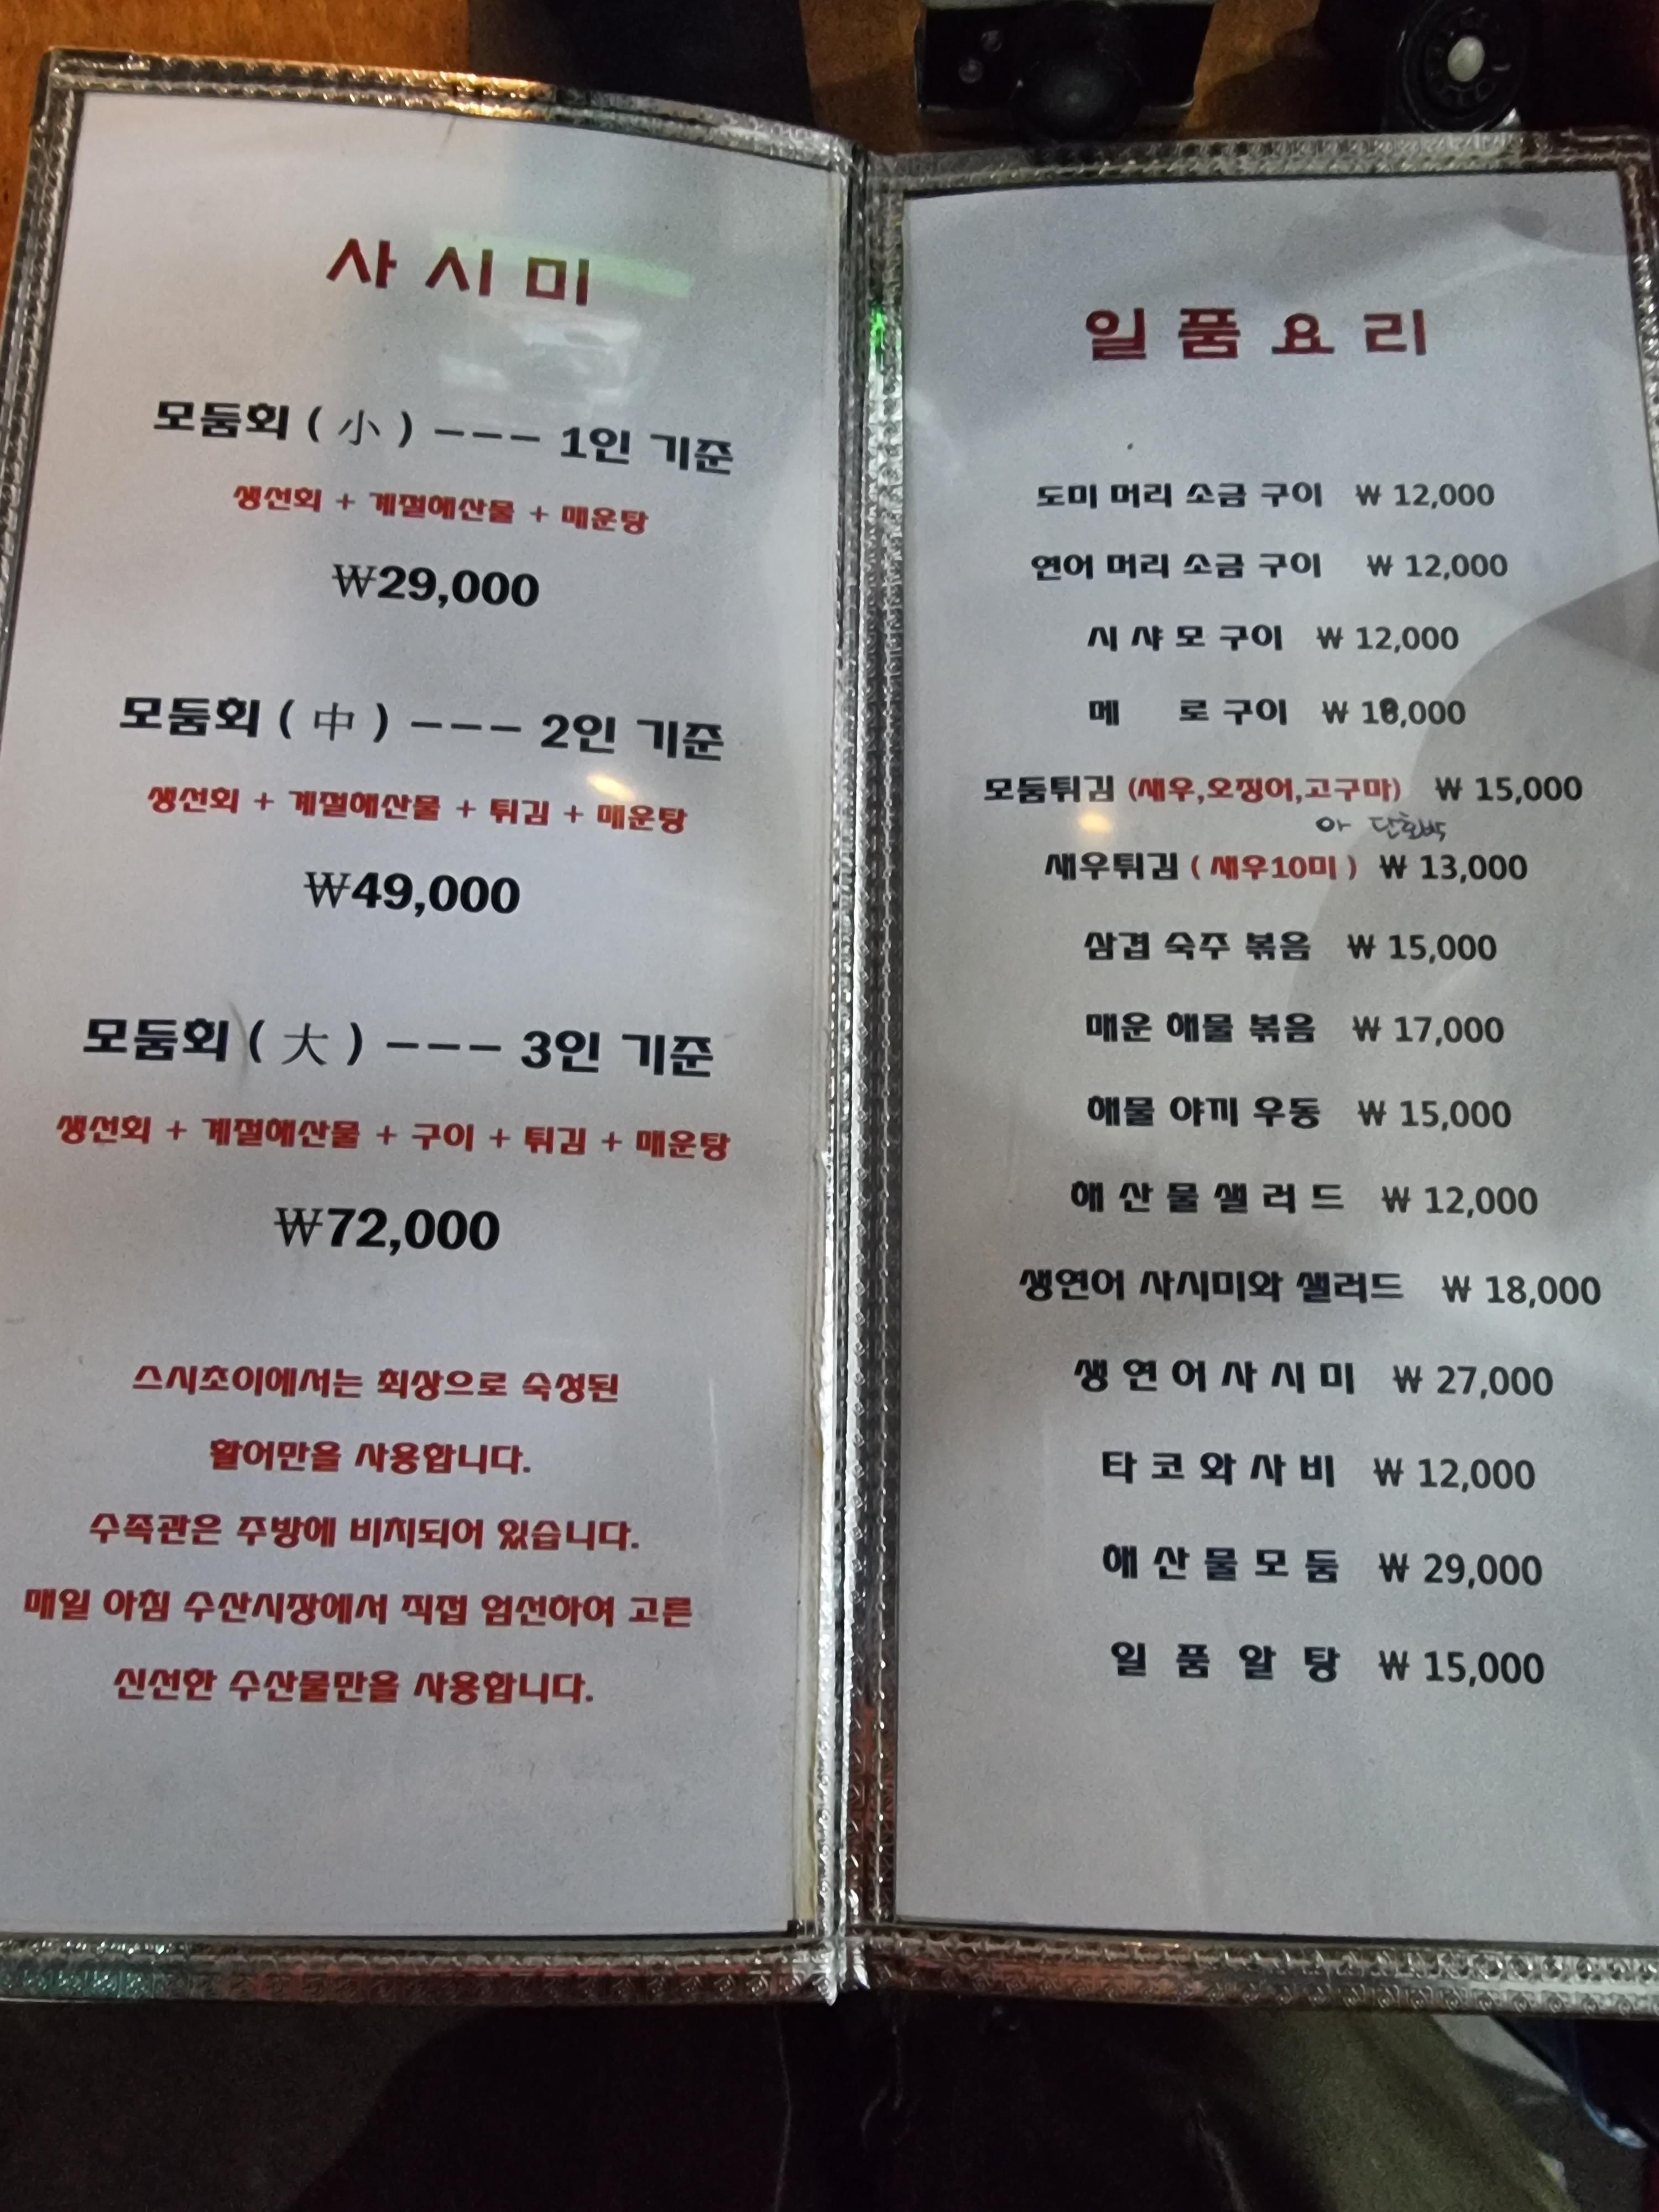 사시미
모둠회 ( 小 ) --- 1인 기준
생선회 + 계절해산물 + 매운탕
₩29,000
모둠회 ( 中 ) --- 2인 기준
생선회 + 계절해산물 + 튀김 + 매운탕
₩49,000
모둠회 ( 大 ) --- 3인 기준
생선회 + 계절해산물 + 구이 + 튀김 + 매운탕
₩72,000
스시초이에서는 최상으로 숙성된
활어만을 사용합니다.
수족관은 주방에 비치되어 있습니다.
매일 아침 수산시장에서 직접 엄선하여 고른
신선한 수산물만을 사용합니다.
일품요리
도미 머리 소금 구이 ₩ 12,000
연어 머리 소금 구이 ₩ 12,000
시 샤 모 구이 ₩ 12,000
메 로 구이 ₩ 18,000
모둠튀김 (새우,오징어,고구마) ₩ 15,000
단호박
새우튀김 ( 새우10미 ) ₩ 13,000
삼겹 숙주 볶음 ₩ 15,000
매운 해물 볶음 ₩ 17,000
해물 야끼 우동 ₩ 15,000
해 산 물 샐 러 드 ₩ 12,000
생연어 사시미와 샐러드 ₩ 18,000
생 연 어 사 시 미 ₩ 27,000
타 코 와 사 비 ₩ 12,000
해 산 물 모 둠 ₩ 29,000
일 품 알 탕 ₩ 15,000